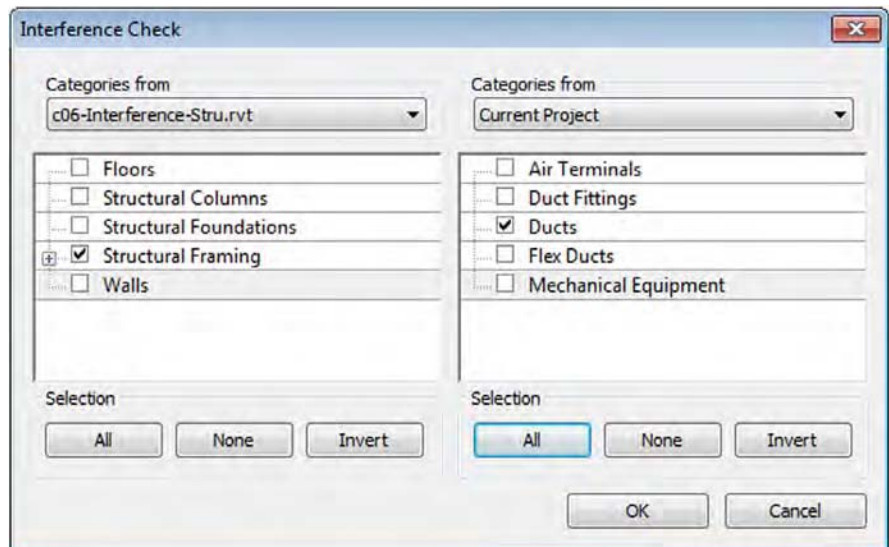 Interference Check
Categories from
c06-Interference-Stru.rvt
Floors
Structural Columns
Structural Foundations
Structural Framing
Walls
Selection
All None Invert
Categories from
Current Project
Air Terminals
Duct Fittings
Ducts
Flex Ducts
Mechanical Equipment
Selection
All None Invert
OK Cancel